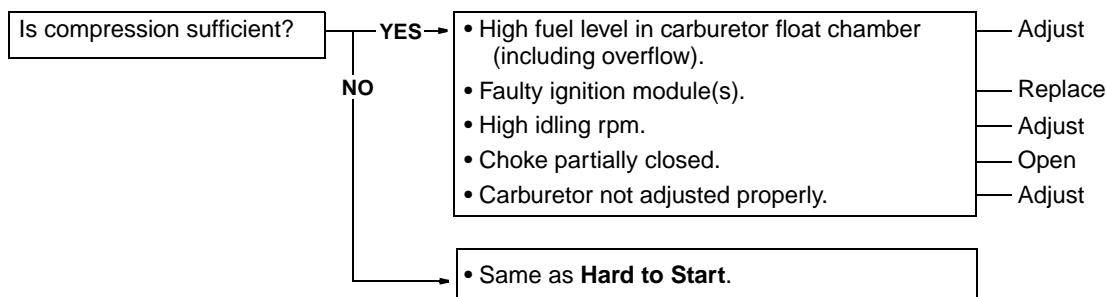 Is compression sufficient?
YES
• High fuel level in carburetor float chamber
(including overflow).
Adjust
• Faulty ignition module(s).
Replace
• High idling rpm.
Adjust
• Choke partially closed.
Open
• Carburetor not adjusted properly.
Adjust
NO
• Same as Hard to Start.